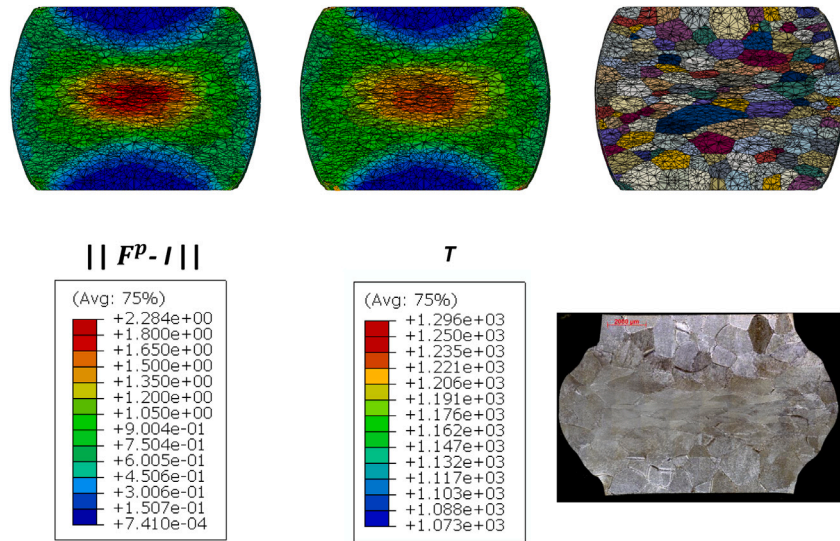 || F^p - I ||
T
(Avg: 75%)
+2.284e+00
+1.800e+00
+1.650e+00
+1.500e+00
+1.350e+00
+1.200e+00
+1.050e+00
+9.004e-01
+7.504e-01
+6.005e-01
+4.506e-01
+3.006e-01
+1.507e-01
+7.410e-04
(Avg: 75%)
+1.296e+03
+1.250e+03
+1.235e+03
+1.221e+03
+1.206e+03
+1.191e+03
+1.176e+03
+1.162e+03
+1.147e+03
+1.132e+03
+1.117e+03
+1.103e+03
+1.088e+03
+1.073e+03